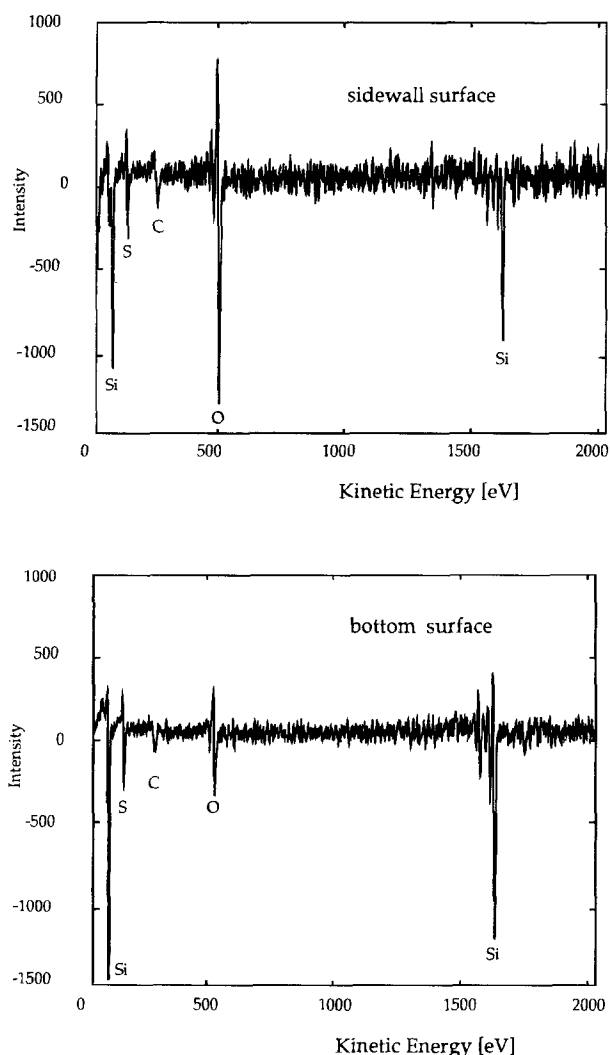 1000
500
0
-500
-1000
-1500
Intensity
sidewall surface
Si
S
C
O
Si
0
500
1000
1500
2000
Kinetic Energy [eV]
1000
500
0
-500
-1000
-1500
Intensity
bottom surface
Si
S
C
O
Si
0
500
1000
1500
2000
Kinetic Energy [eV]